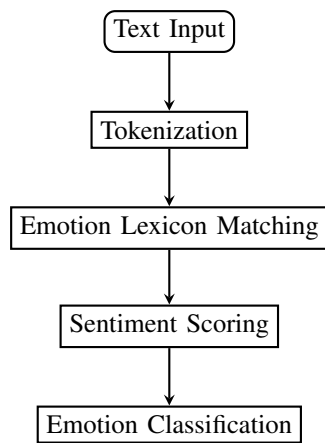 Text Input
Tokenization
Emotion Lexicon Matching
Sentiment Scoring
Emotion Classification